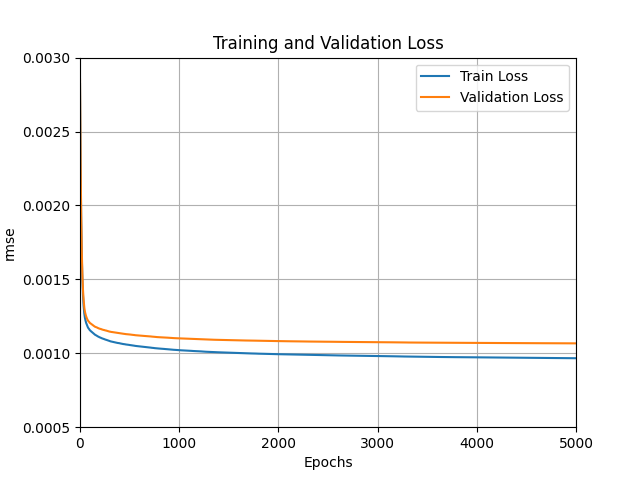 Training and Validation Loss
0.0030
0.0025
0.0020
0.0015
0.0010
0.0005
rmse
Train Loss
Validation Loss
0 1000 2000 3000 4000 5000
Epochs